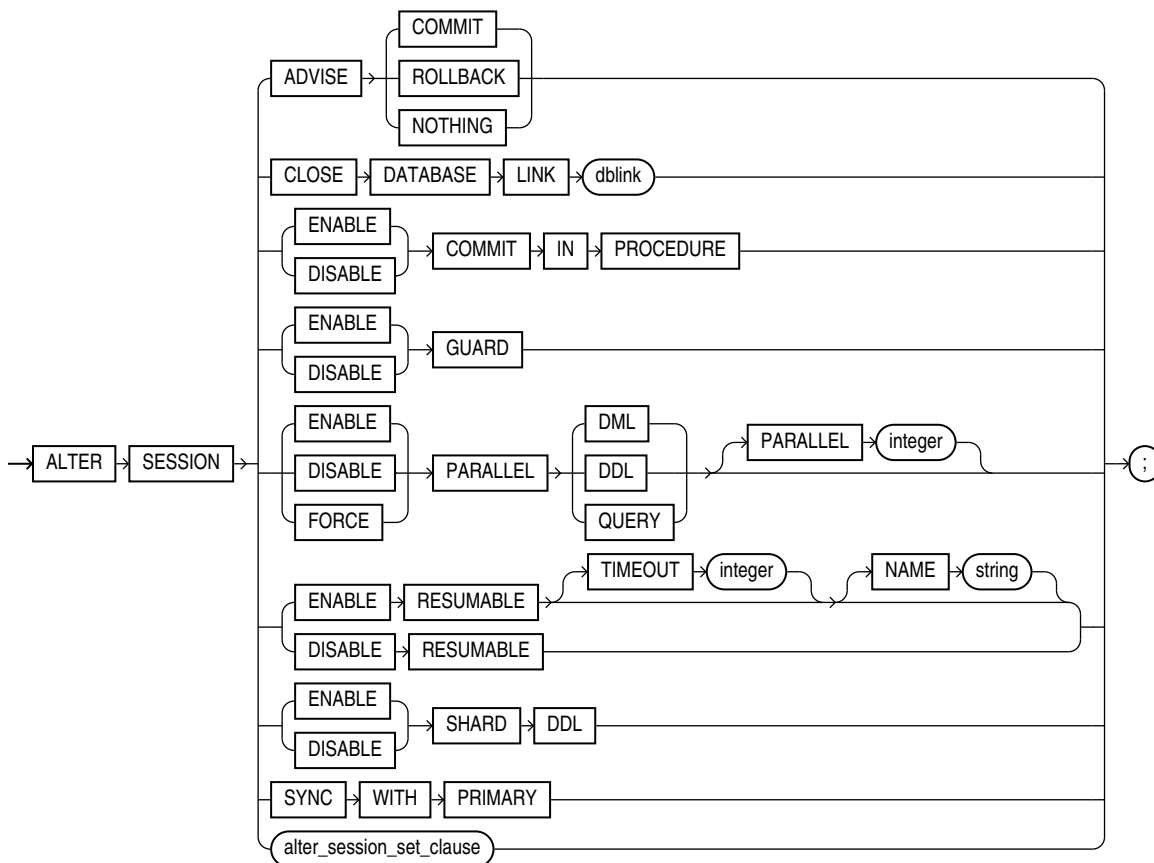 COMMIT
ADVISE ROLLBACK
NOTHING
CLOSE DATABASE LINK dblink
ENABLE
COMMIT IN PROCEDURE
DISABLE
ENABLE
GUARD
DISABLE
ENABLE DML PARALLEL integer
ALTER SESSION DISABLE PARALLEL DDL ;
FORCE QUERY
TIMEOUT integer NAME string
ENABLE RESUMABLE
DISABLE RESUMABLE
ENABLE
SHARD DDL
DISABLE
SYNC WITH PRIMARY
alter_session_set_clause